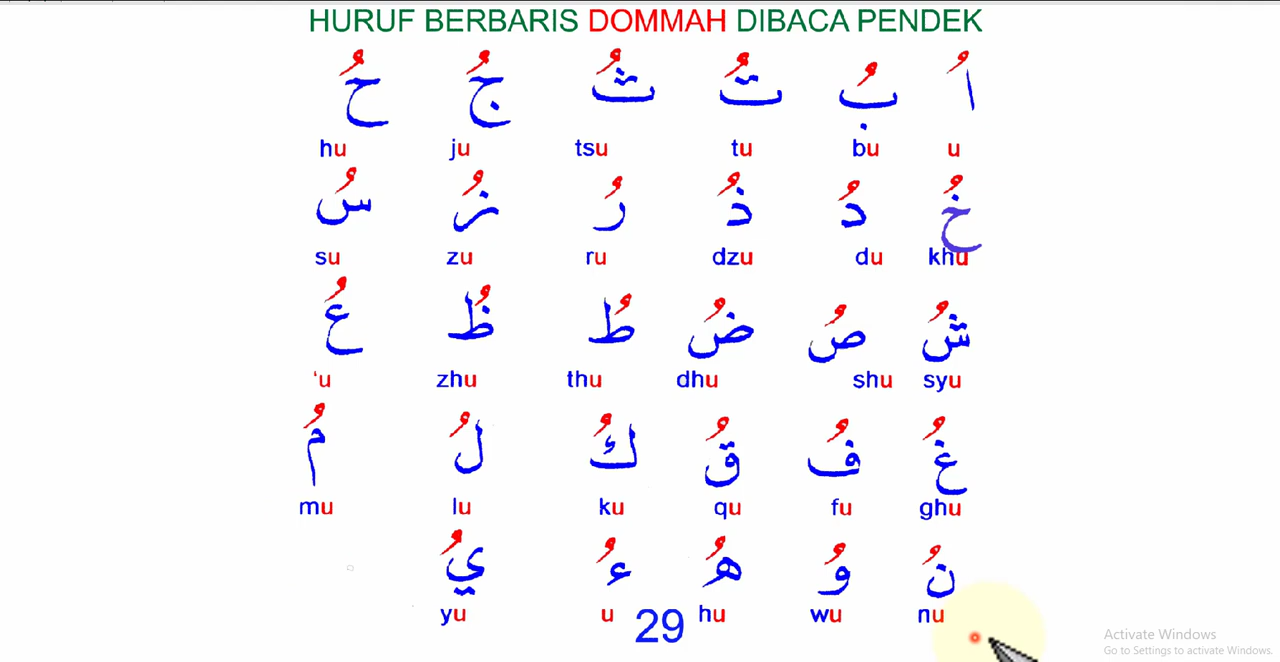 HURUF BERBARIS DOMMAH DIBACA PENDEK
اُ بُ تُ ثُ جُ حُ
u bu tu tsu ju hu
خُ دُ ذُ رُ زُ سُ
khu du dzu ru zu su
شُ صُ ضُ طُ ظُ عُ
syu shu dhu thu zhu 'u
غُ فُ قُ كُ لُ مُ
ghu fu qu ku lu mu
نُ وُ هُ ءُ يُ
nu wu hu u yu
29
Activate Windows
Go to Settings to activate Windows.